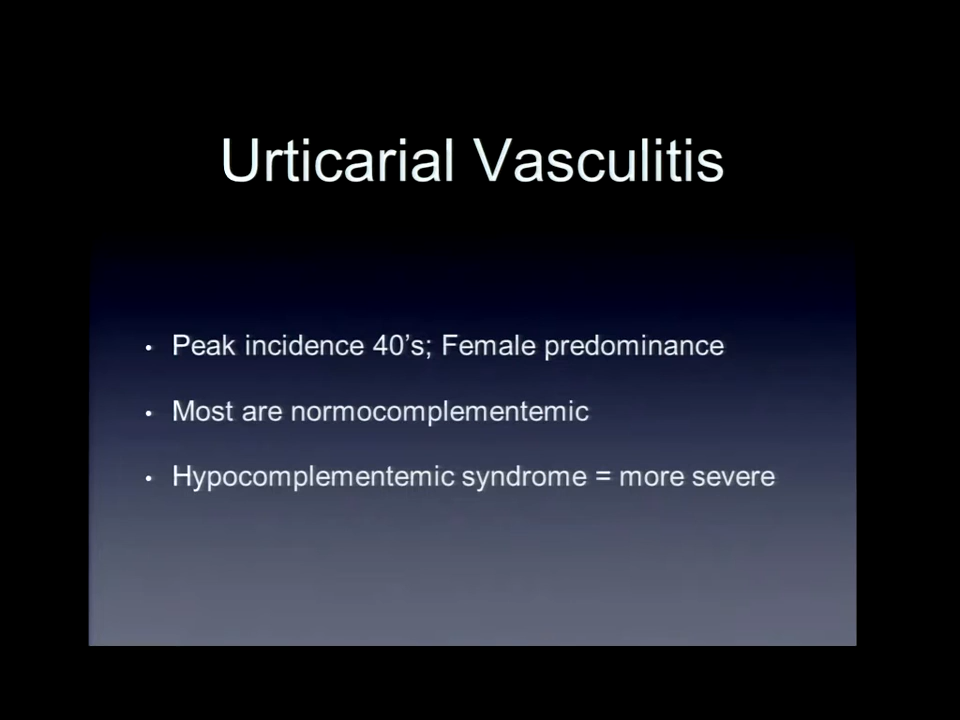 Urticarial Vasculitis
• Peak incidence 40’s; Female predominance
• Most are normocomplementemic
• Hypocomplementemic syndrome = more severe